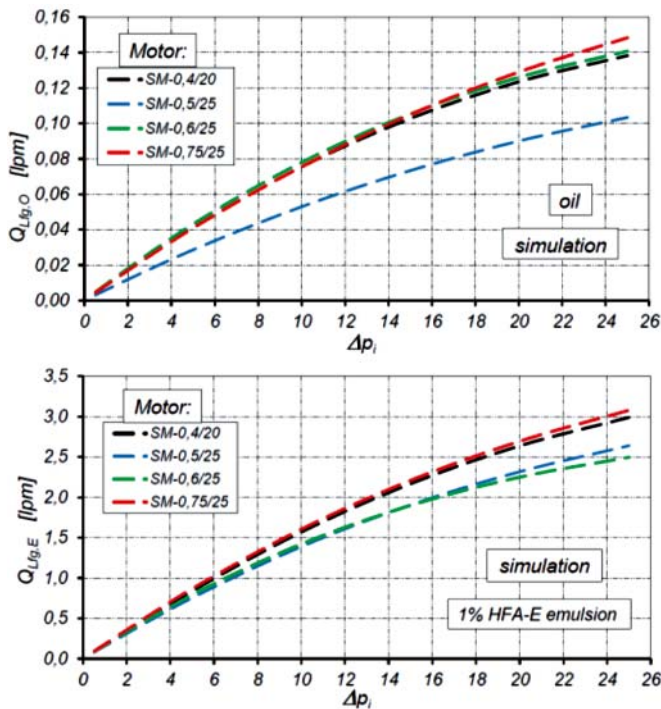 0,16
0,14
0,12
0,10
0,08
0,06
0,04
0,02
0,00
Q_Lfg.O [lpm]
Motor:
SM-0,4/20
SM-0,5/25
SM-0,6/25
SM-0,75/25
oil
simulation
0 2 4 6 8 10 12 14 16 18 20 22 24 26
Δp_i
3,5
3,0
2,5
2,0
1,5
1,0
0,5
0,0
Q_Lfg.E [lpm]
Motor:
SM-0,4/20
SM-0,5/25
SM-0,6/25
SM-0,75/25
simulation
1% HFA-E emulsion
0 2 4 6 8 10 12 14 16 18 20 22 24 26
Δp_i